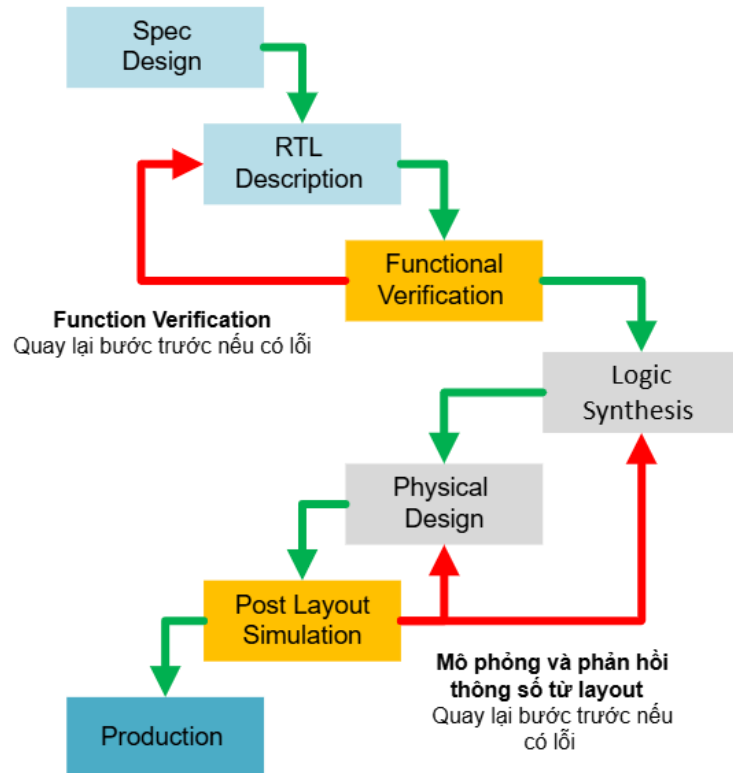 Spec
Design
RTL
Description
Functional
Verification
Function Verification
Quay lại bước trước nếu có lỗi
Logic
Synthesis
Physical
Design
Post Layout
Simulation
Mô phỏng và phản hồi
thông số từ layout
Quay lại bước trước nếu
có lỗi
Production